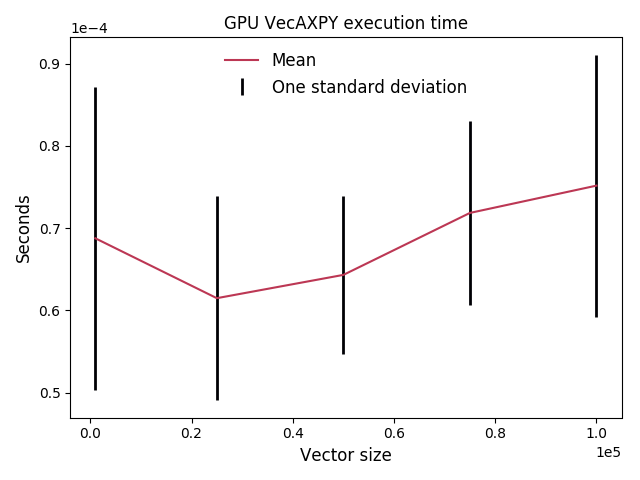 GPU VecAXPY execution time
1e−4
Mean
One standard deviation
0.9
0.8
0.7
0.6
0.5
Seconds
0.0 0.2 0.4 0.6 0.8 1.0
1e5
Vector size